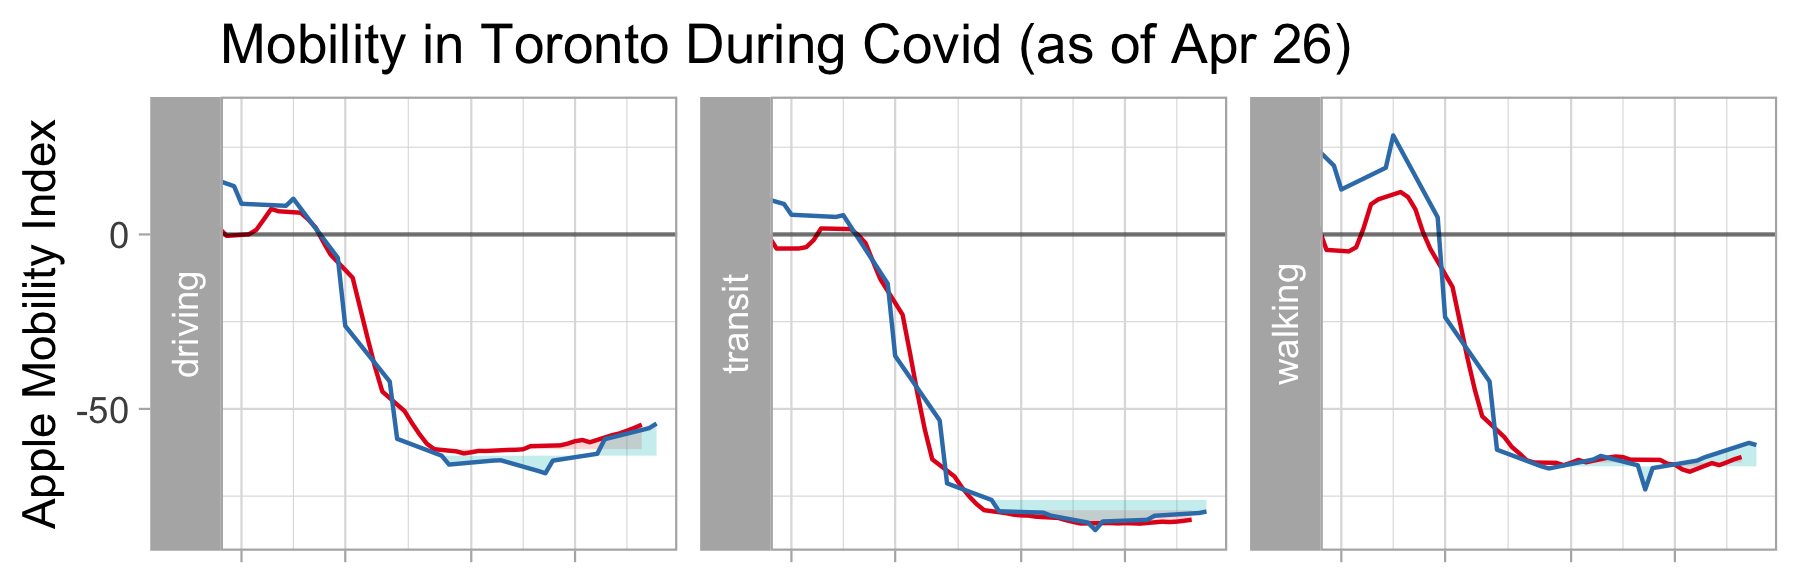 Mobility in Toronto During Covid (as of Apr 26)
Apple Mobility Index
0
-50
driving
transit
walking